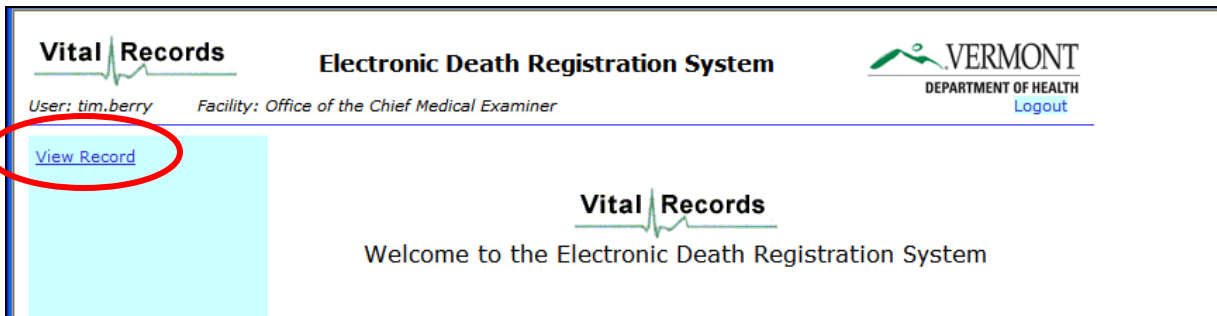 Vital Records
Electronic Death Registration System
VERMONT
DEPARTMENT OF HEALTH
User: tim.berry Facility: Office of the Chief Medical Examiner
Logout
View Record
Vital Records
Welcome to the Electronic Death Registration System